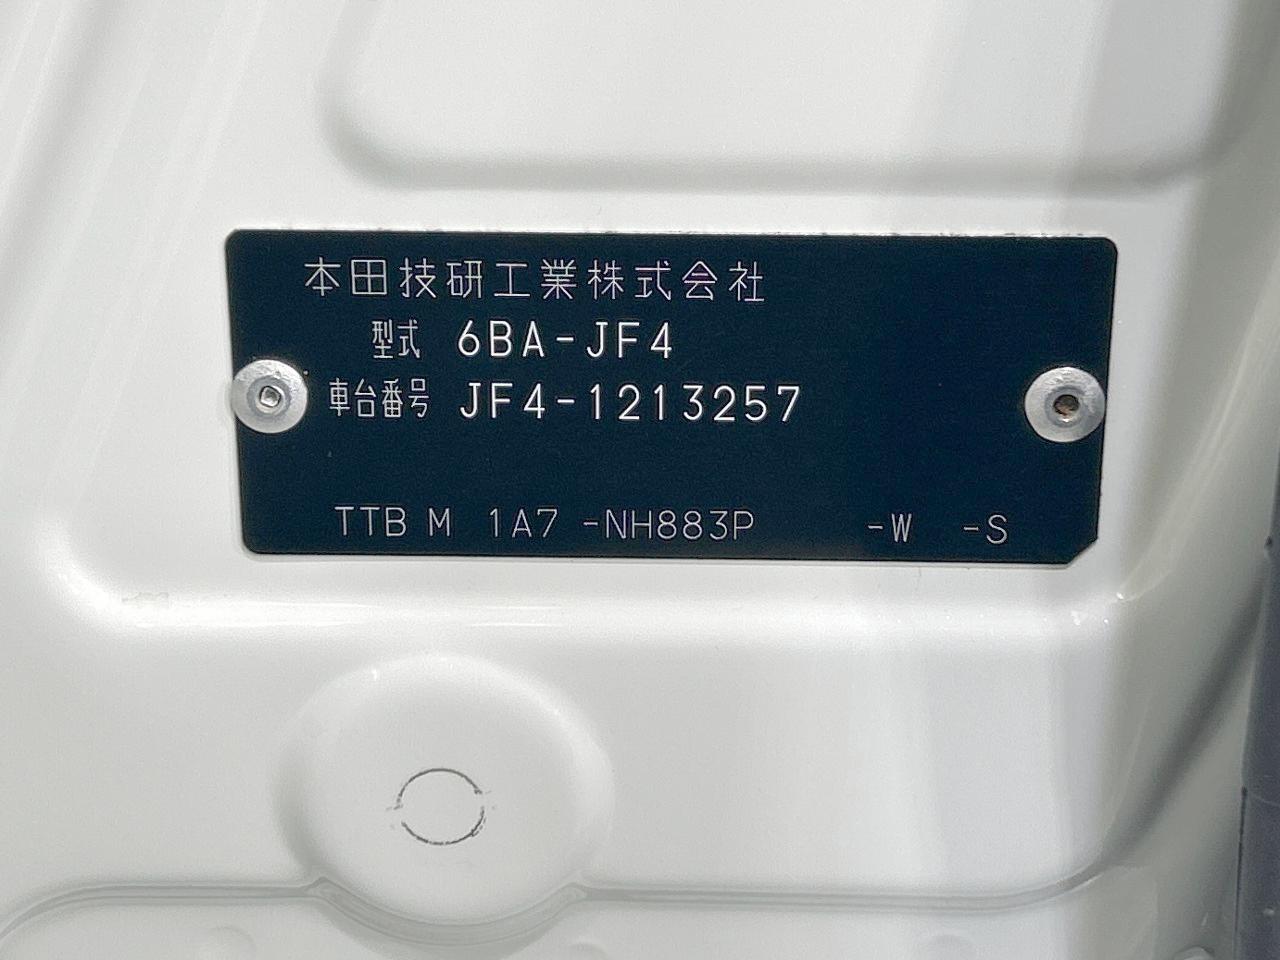 本田技研工業株式会社
型式 6BA-JF4
車台番号 JF4-1213257
TTB M 1A7 -NH883P -W -S